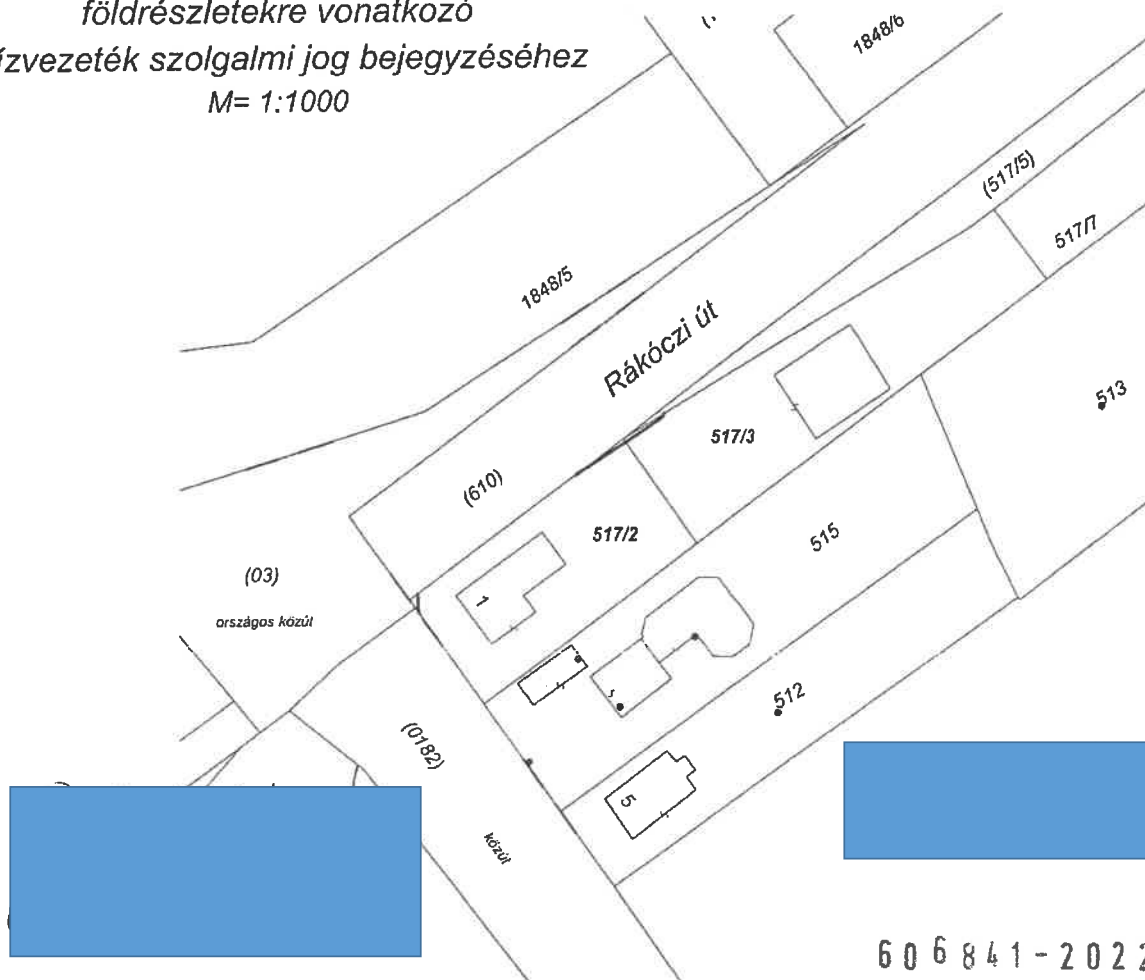 földrészletekre vonatkozó
ízvezeték szolgalmi jog bejegyzéséhez
M= 1:1000
1848/6
(517/5)
517/7
1848/5
Rákóczi út
513
517/3
(610)
517/2
515
(03)
országos közút
1
512
(0182)
5
közút
606841-2022